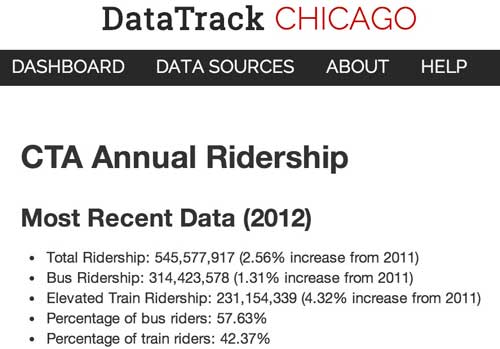 DataTrack CHICAGO
DASHBOARD DATA SOURCES ABOUT HELP
CTA Annual Ridership
Most Recent Data (2012)
• Total Ridership: 545,577,917 (2.56% increase from 2011)
• Bus Ridership: 314,423,578 (1.31% increase from 2011)
• Elevated Train Ridership: 231,154,339 (4.32% increase from 2011)
• Percentage of bus riders: 57.63%
• Percentage of train riders: 42.37%